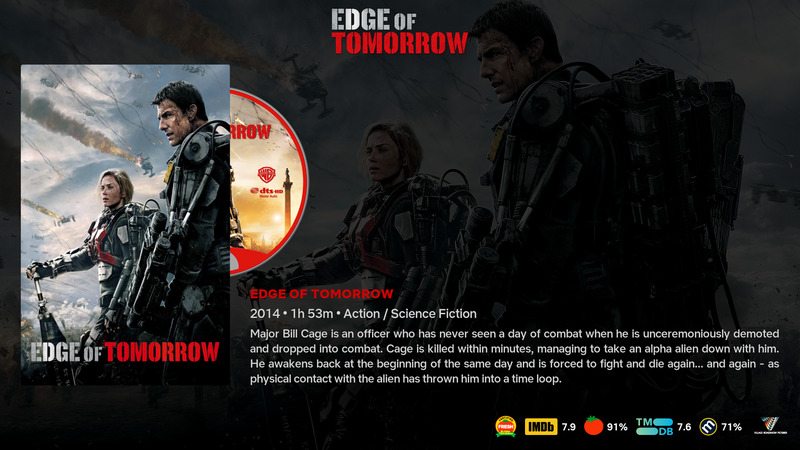 EDGE OF
TOMORROW
RROW
WB
dts-HD
Master Audio
EDGE OF TOMORROW
EDGE OF TOMORROW
2014 • 1h 53m • Action / Science Fiction
Major Bill Cage is an officer who has never seen a day of combat when he is unceremoniously demoted
and dropped into combat. Cage is killed within minutes, managing to take an alpha alien down with him.
He awakens back at the beginning of the same day and is forced to fight and die again... and again - as
physical contact with the alien has thrown him into a time loop.
FRESH IMDb 7.9 91% TMDB 7.6 71%